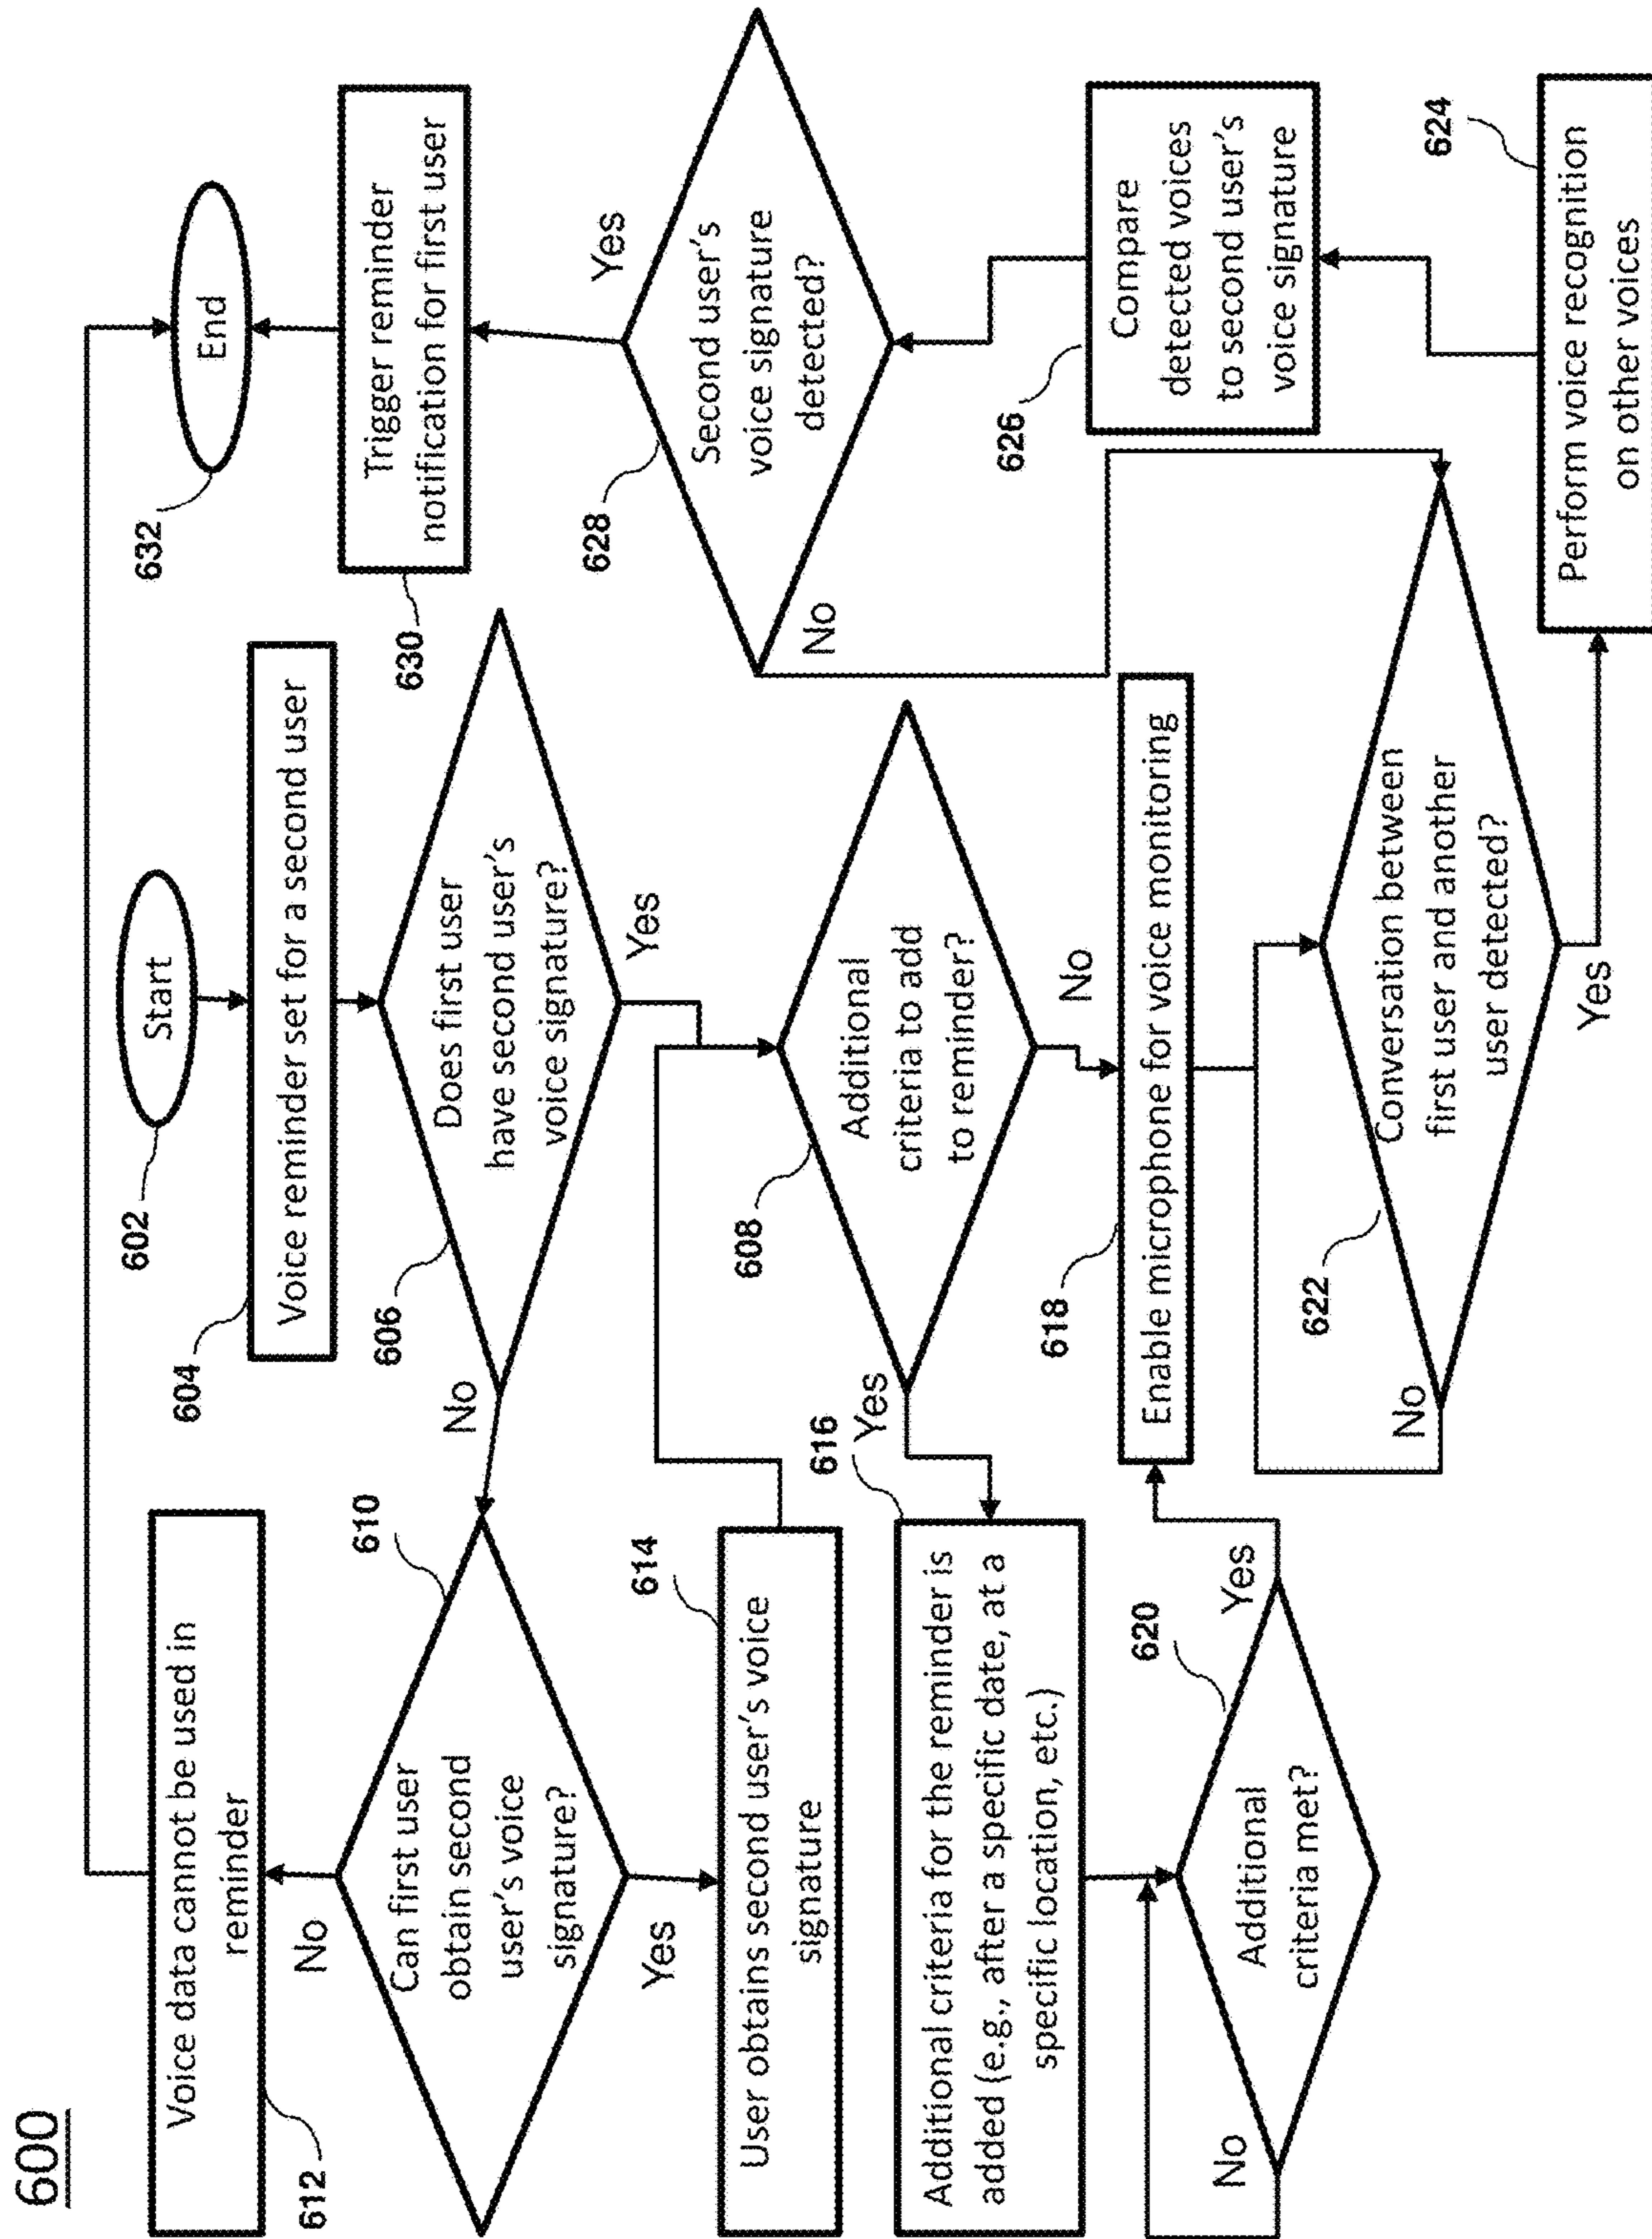 600
Start
602
Voice reminder set for a second user
604
Does first user
have second user's
voice signature?
606
No
Yes
Can first user
obtain second
user's voice
signature?
610
No
Yes
Voice data cannot be used in
reminder
612
User obtains second user's voice
signature
614
Additional
criteria to add
to reminder?
608
Yes
No
Additional criteria for the reminder is
added (e.g., after a specific date, at a
specific location, etc.)
616
Additional
criteria met?
620
Yes
No
Enable microphone for voice monitoring
618
Conversation between
first user and another
user detected?
622
No
Yes
Perform voice recognition
on other voices
624
Compare
detected voices
to second user's
voice signature
626
Second user's
voice signature
detected?
628
Yes
No
Trigger reminder
notification for first user
630
End
632